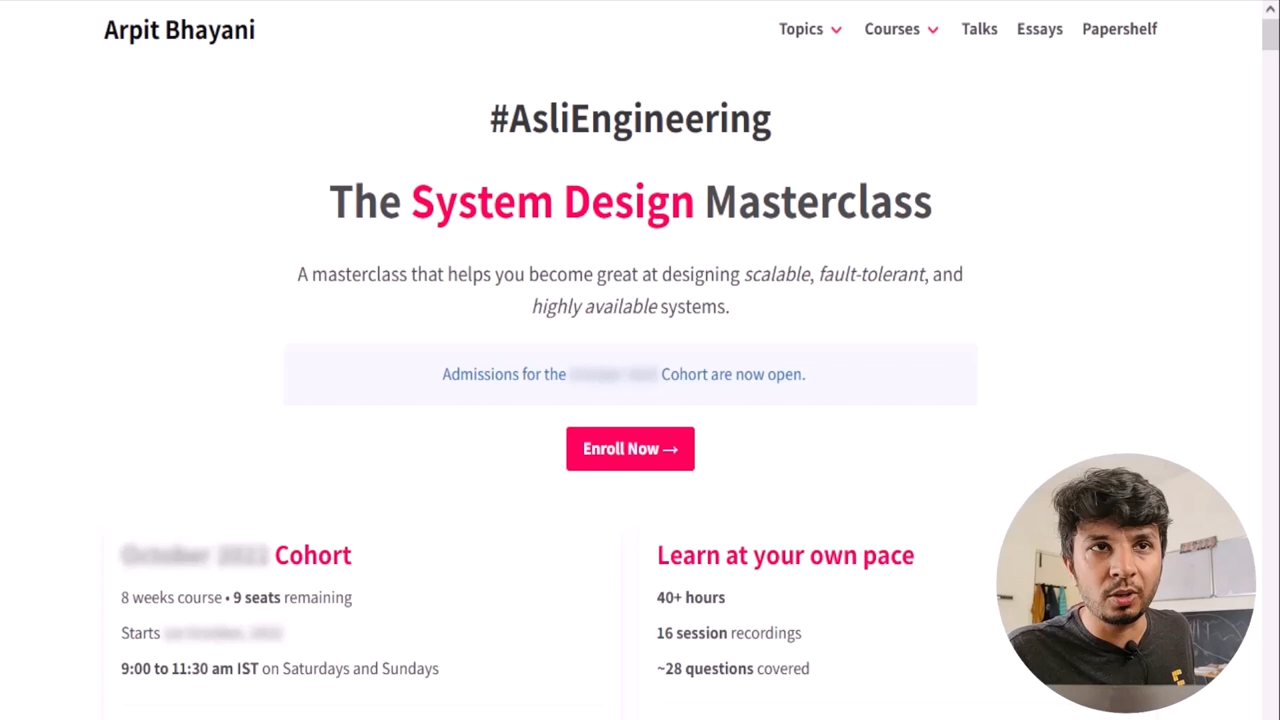 Arpit Bhayani
Topics Courses Talks Essays Papershelf
#AsliEngineering
The System Design Masterclass
A masterclass that helps you become great at designing scalable, fault-tolerant, and
highly available systems.
Admissions for the Cohort are now open.
Enroll Now →
Cohort
8 weeks course • 9 seats remaining
Starts
9:00 to 11:30 am IST on Saturdays and Sundays
Learn at your own pace
40+ hours
16 session recordings
~28 questions covered